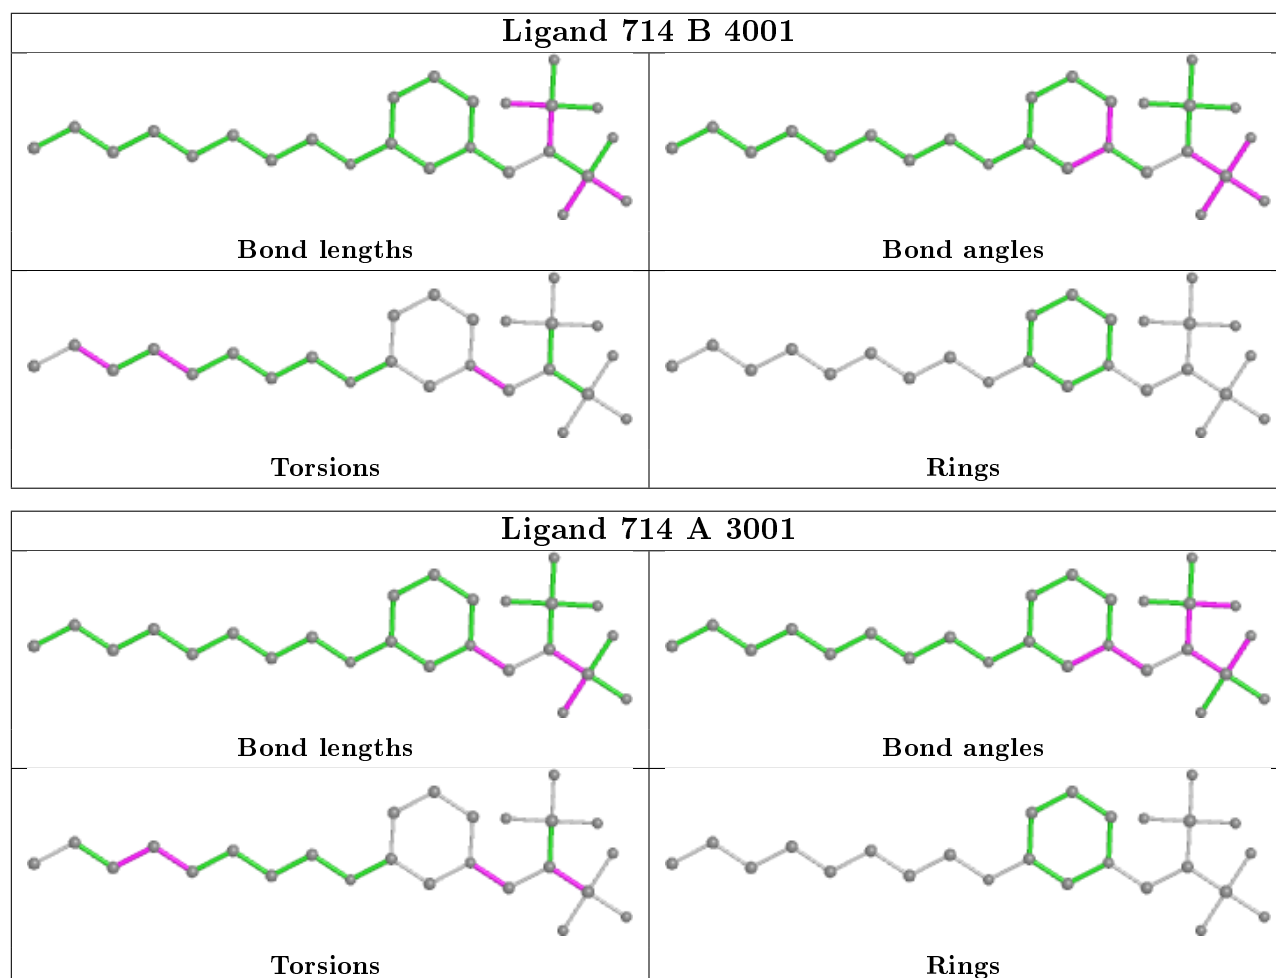 Ligand 714 B 4001
Bond lengths
Bond angles
Torsions
Rings
Ligand 714 A 3001
Bond lengths
Bond angles
Torsions
Rings